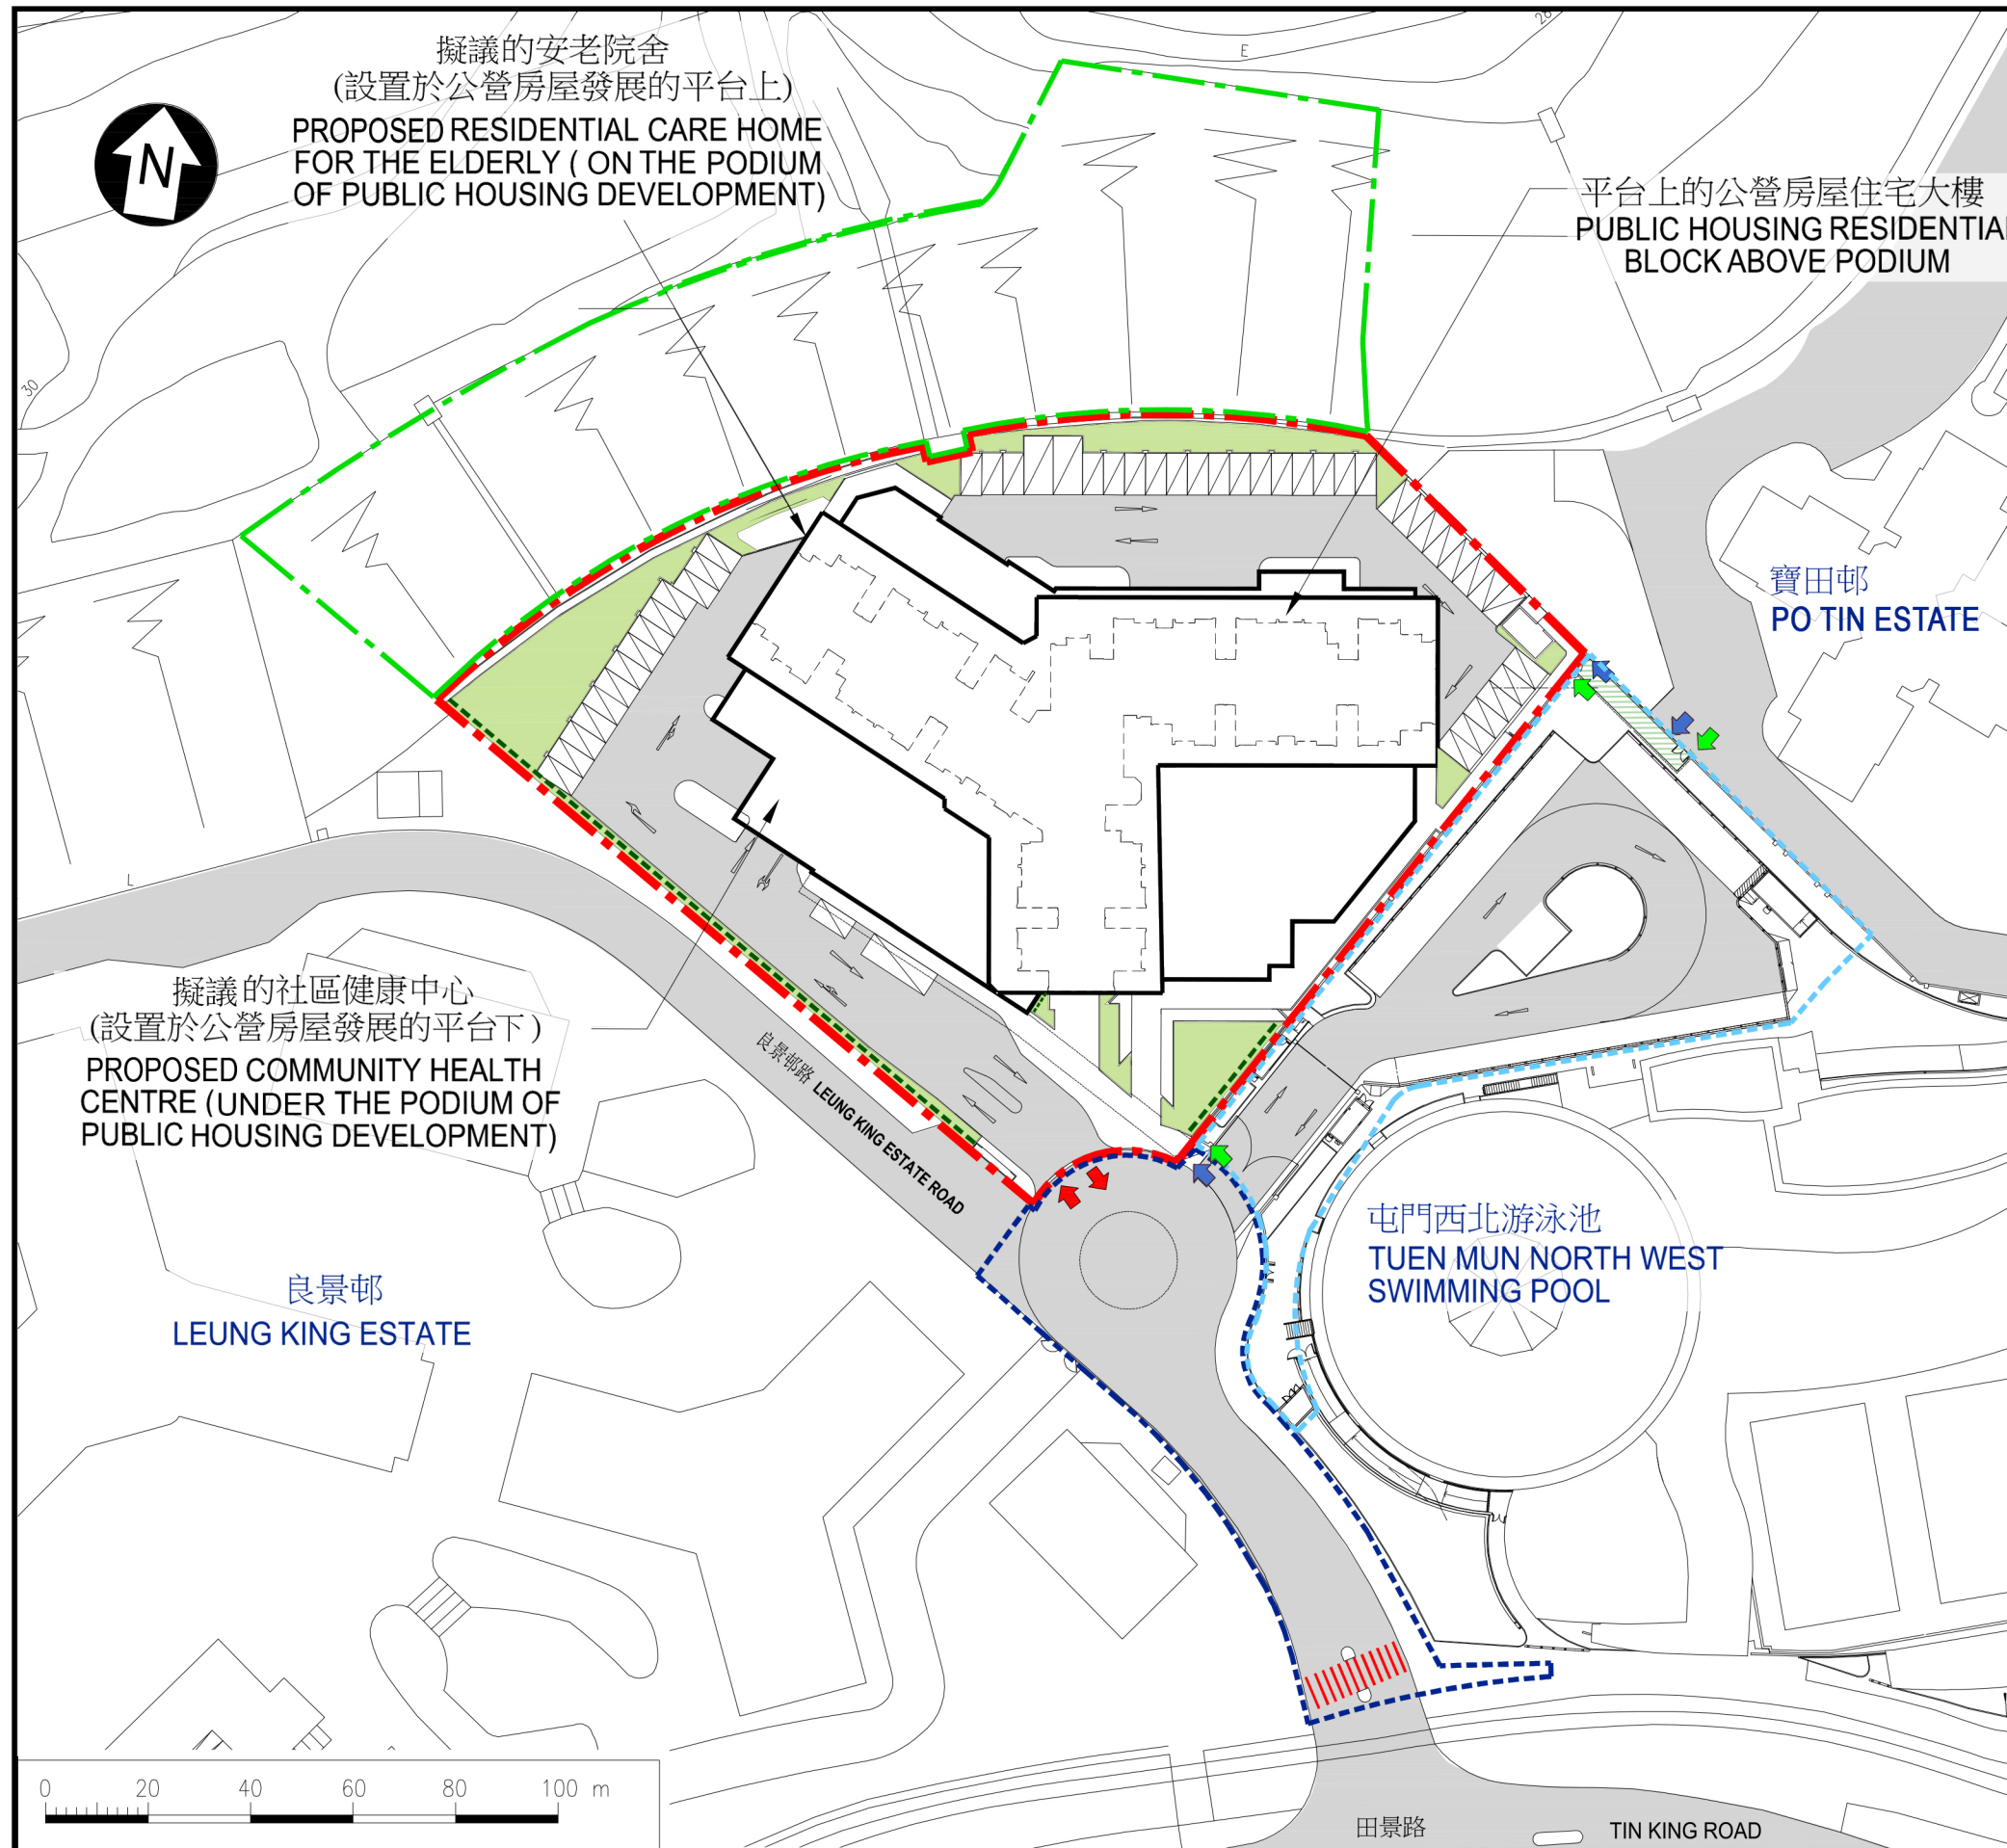 擬議的安老院舍
(設置於公營房屋發展的平台上)
PROPOSED RESIDENTIAL CARE HOME
FOR THE ELDERLY ( ON THE PODIUM
OF PUBLIC HOUSING DEVELOPMENT)
N
E
28
30
平台上的公營房屋住宅大樓
PUBLIC HOUSING RESIDENTIAL
BLOCK ABOVE PODIUM
寶田邨
PO TIN ESTATE
L
擬議的社區健康中心
(設置於公營房屋發展的平台下)
PROPOSED COMMUNITY HEALTH
CENTRE (UNDER THE PODIUM OF
PUBLIC HOUSING DEVELOPMENT)
良景邨路 LEUNG KING ESTATE ROAD
屯門西北游泳池
TUEN MUN NORTH WEST
SWIMMING POOL
良景邨
LEUNG KING ESTATE
0 20 40 60 80 100 m
田景路 TIN KING ROAD